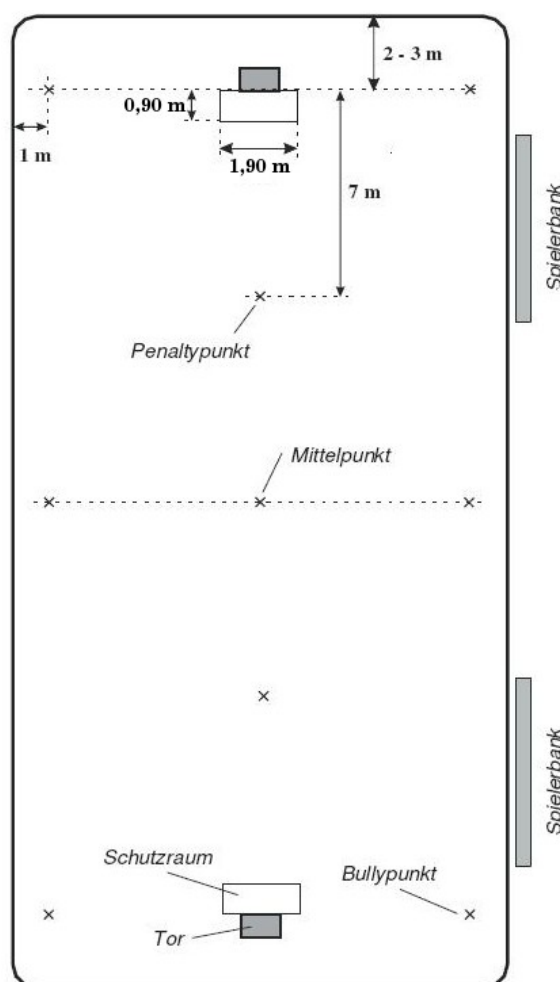 2 - 3 m
0,90 m
1 m
1,90 m
7 m
Spielerbank
Penaltypunkt
Mittelpunkt
Spielerbank
Schutzraum
Bullypunkt
Tor